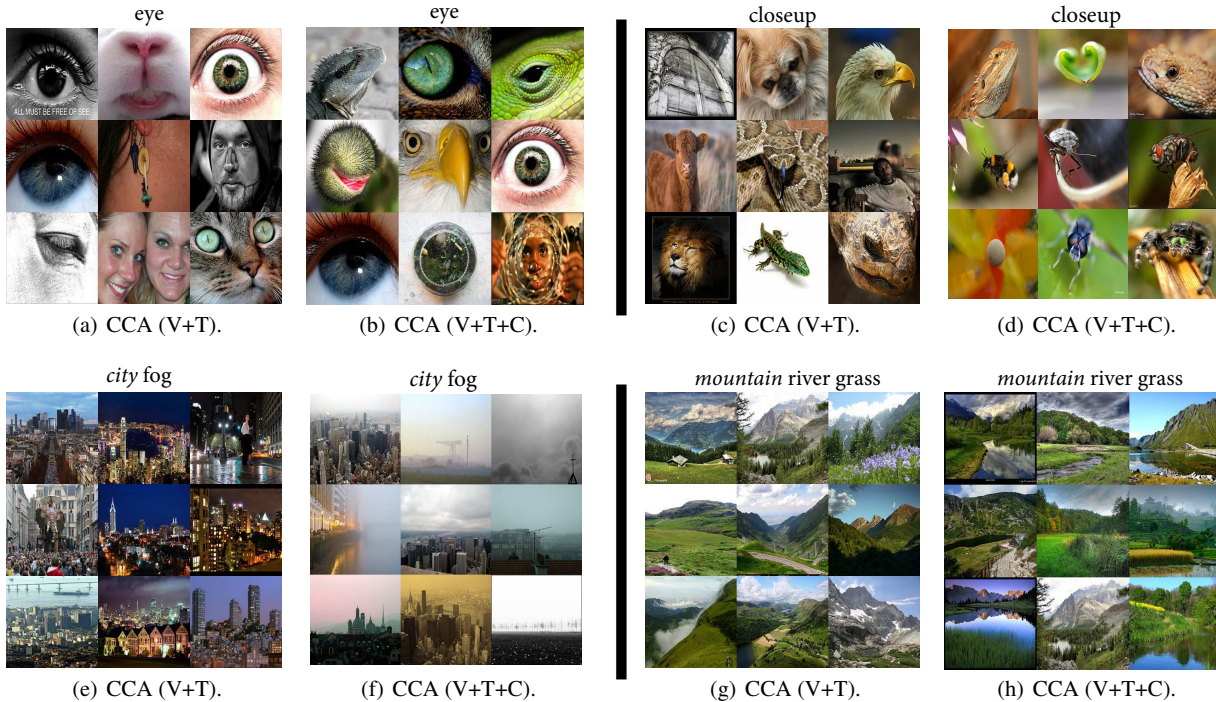 eye
eye
closeup
closeup
ALL MUST BE FREE OF SEE
(a) CCA (V+T).
(b) CCA (V+T+C).
(c) CCA (V+T).
(d) CCA (V+T+C).
city fog
city fog
mountain river grass
mountain river grass
(e) CCA (V+T).
(f) CCA (V+T+C).
(g) CCA (V+T).
(h) CCA (V+T+C).